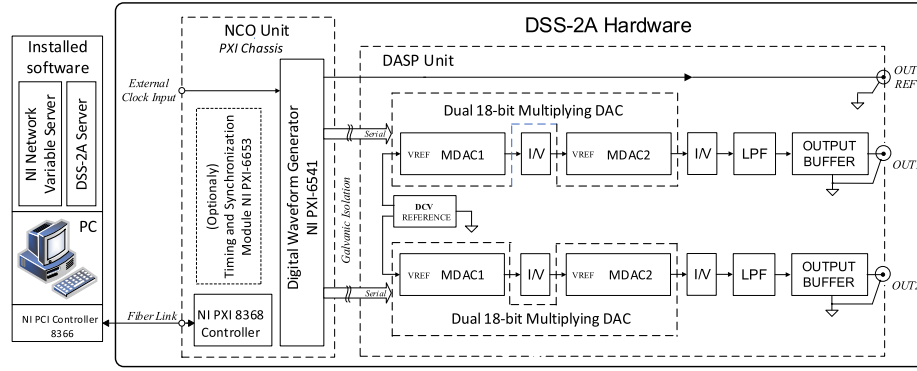 DSS-2A Hardware
Installed
software
NI Network
Variable Server
DSS-2A Server
PC
NI PCI Controller
8366
NCO Unit
PXI Chassis
External
Clock Input
(Optionally)
Timing and Synchronization
Module NI PXI-6653
Digital Waveform Generator
NI PXI-6541
Fiber Link
NI PXI 8368
Controller
Galvanic Isolation
Serial
Serial
DASP Unit
OUT
REF
Dual 18-bit Multiplying DAC
VREF MDAC1
I/V
VREF MDAC2
I/V
LPF
OUTPUT
BUFFER
DCV
REFERENCE
VREF MDAC1
I/V
VREF MDAC2
I/V
LPF
OUTPUT
BUFFER
Dual 18-bit Multiplying DAC